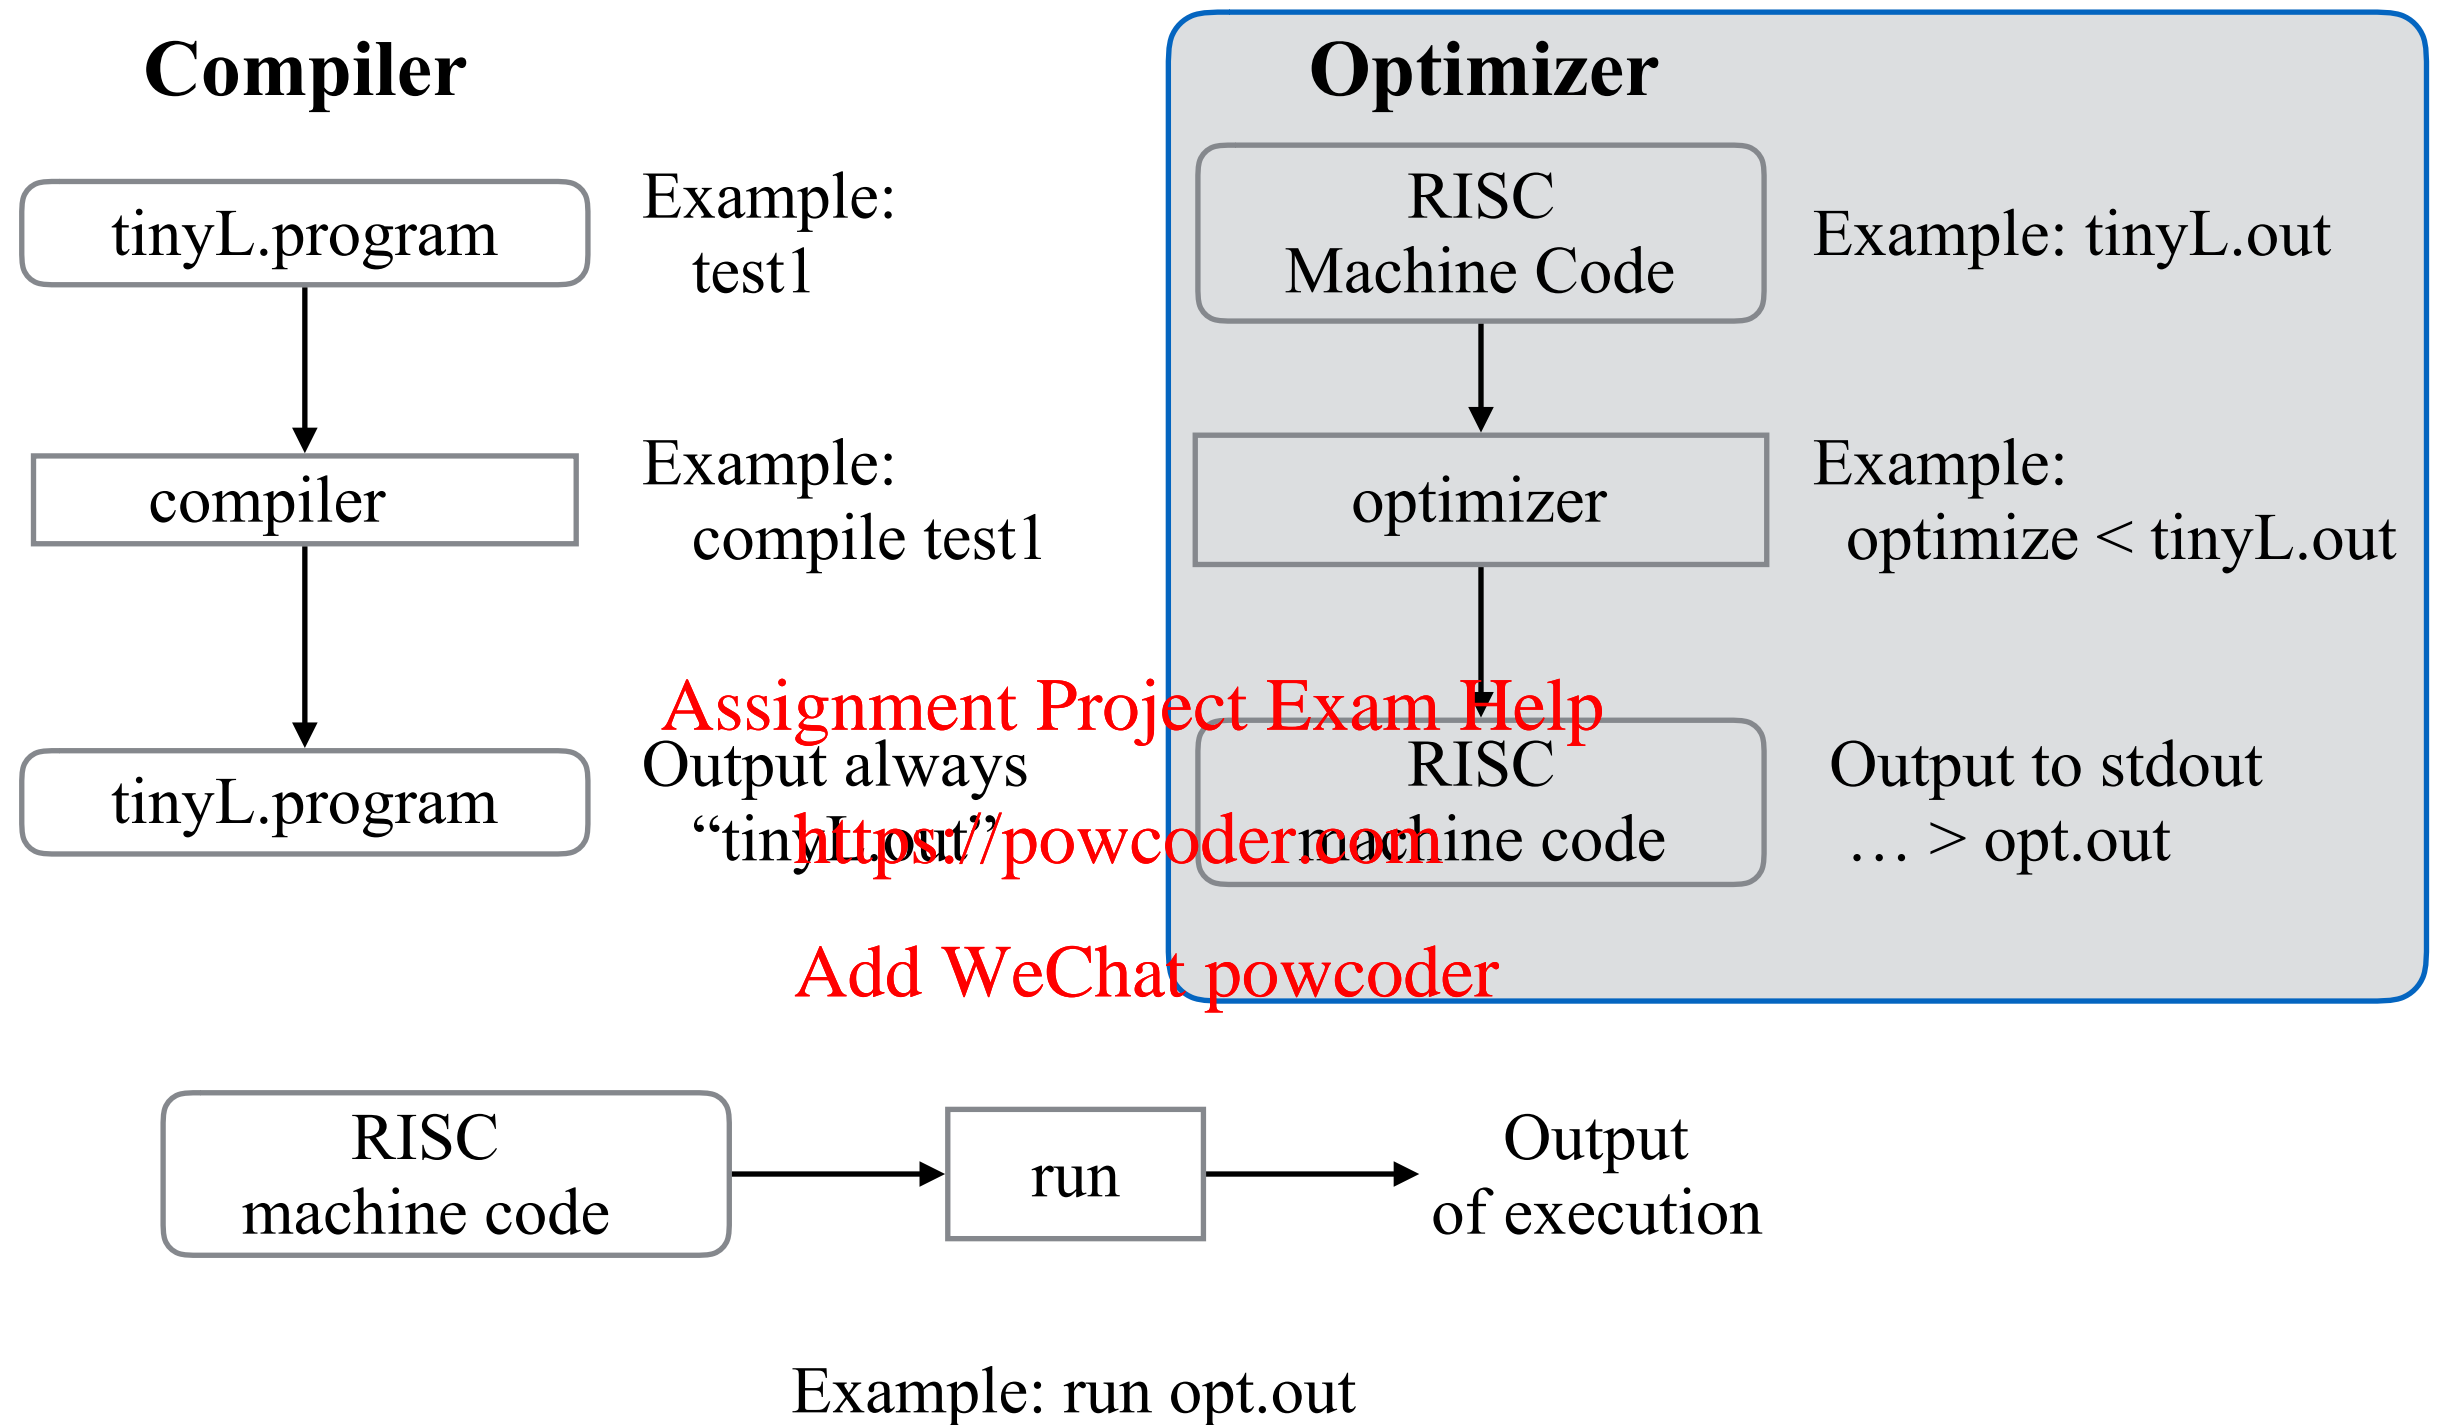 Compiler
tinyL.program
Example:
test1
compiler
Example:
compile test1
tinyL.program
Output always
“tinyL.out”
Optimizer
RISC
Machine Code
Example: tinyL.out
optimizer
Example:
optimize < tinyL.out
RISC
machine code
Output to stdout
… > opt.out
Assignment Project Exam Help
https://powcoder.com
Add WeChat powcoder
RISC
machine code
run
Output
of execution
Example: run opt.out